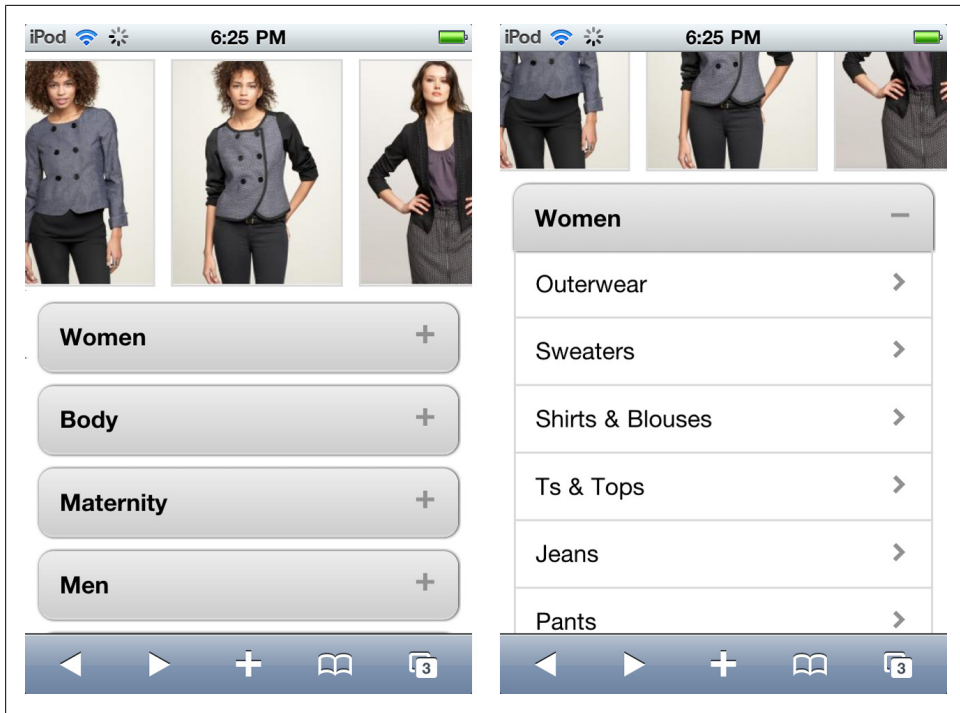 iPod 6:25 PM
Women
Body
Maternity
Men
3
iPod 6:25 PM
Women
Outerwear
Sweaters
Shirts & Blouses
Ts & Tops
Jeans
Pants
3